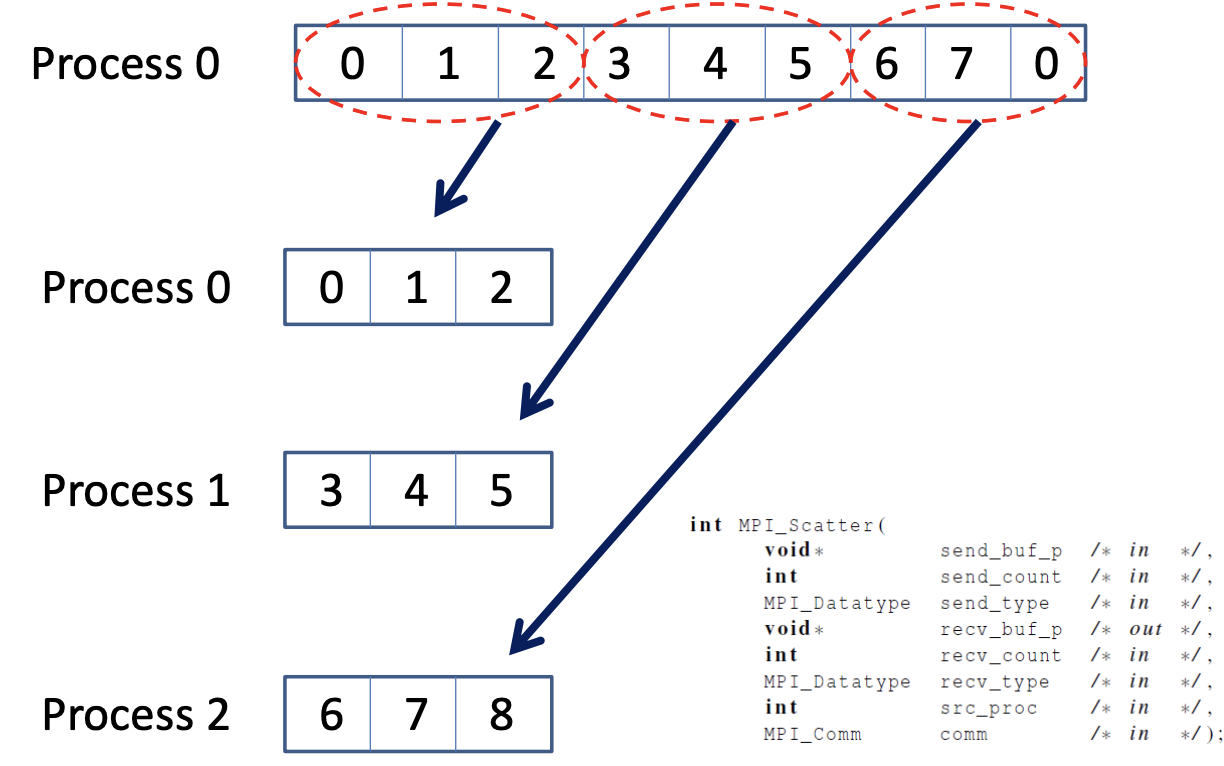 Process 0 0 1 2 3 4 5 6 7 0
Process 0 0 1 2
Process 1 3 4 5
int MPI_Scatter(
void* send_buf_p /* in */,
int send_count /* in */,
MPI_Datatype send_type /* in */,
void* recv_buf_p /* out */,
int recv_count /* in */,
MPI_Datatype recv_type /* in */,
int src_proc /* in */,
MPI_Comm comm /* in */);
Process 2 6 7 8